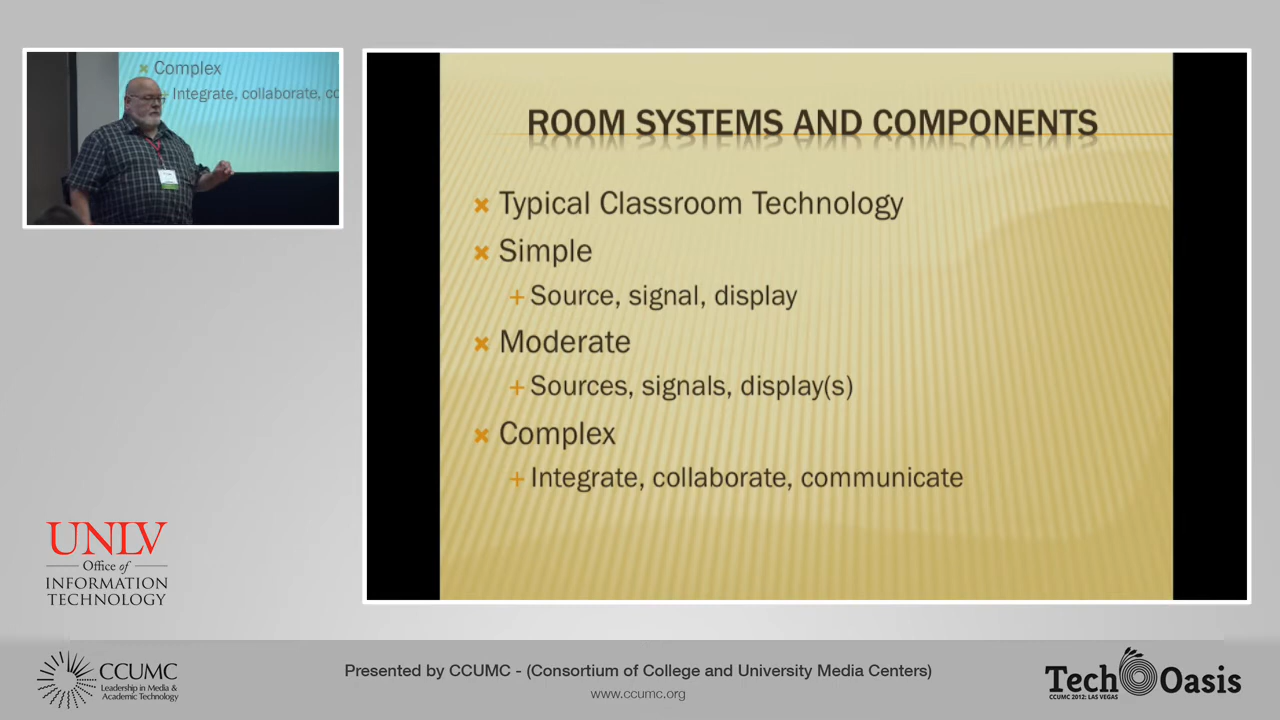 Complex
Integrate, collaborate, co
ROOM SYSTEMS AND COMPONENTS
Typical Classroom Technology
Simple
Source, signal, display
Moderate
Sources, signals, display(s)
Complex
Integrate, collaborate, communicate
UNLV
Office of
INFORMATION
TECHNOLOGY
CCUMC
Leadership in Media &
Academic Technology
Presented by CCUMC - (Consortium of College and University Media Centers)
www.ccumc.org
Tech Oasis
CCUMC 2012: LAS VEGAS